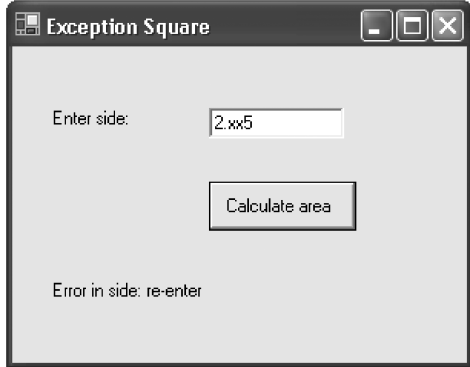 Exception Square
Enter side:
2.xx5
Calculate area
Error in side: re-enter